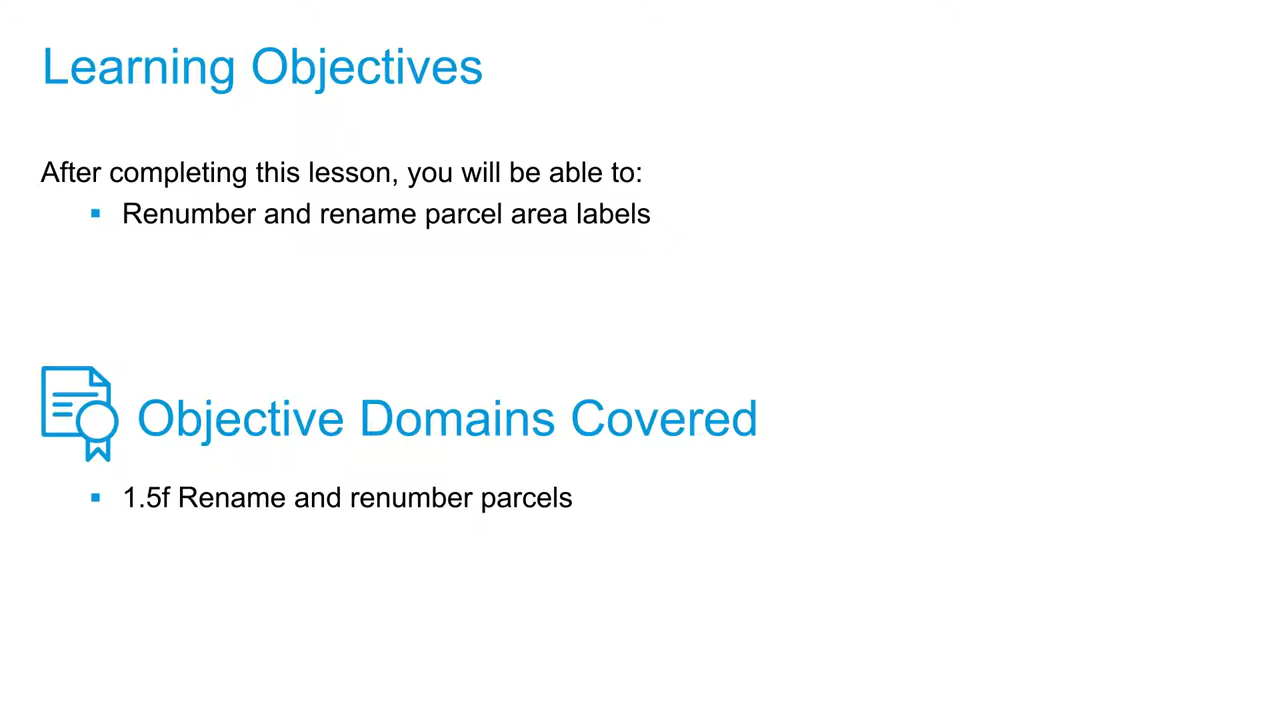 Learning Objectives
After completing this lesson, you will be able to:
▪ Renumber and rename parcel area labels
Objective Domains Covered
▪ 1.5f Rename and renumber parcels